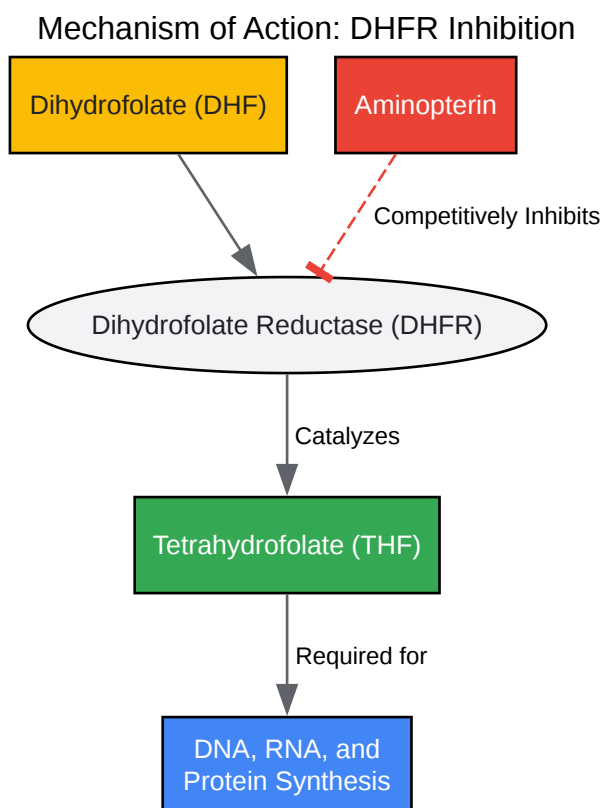 Mechanism of Action: DHFR Inhibition
Dihydrofolate (DHF)
Aminopterin
Competitively Inhibits
Dihydrofolate Reductase (DHFR)
Catalyzes
Tetrahydrofolate (THF)
Required for
DNA, RNA, and
Protein Synthesis